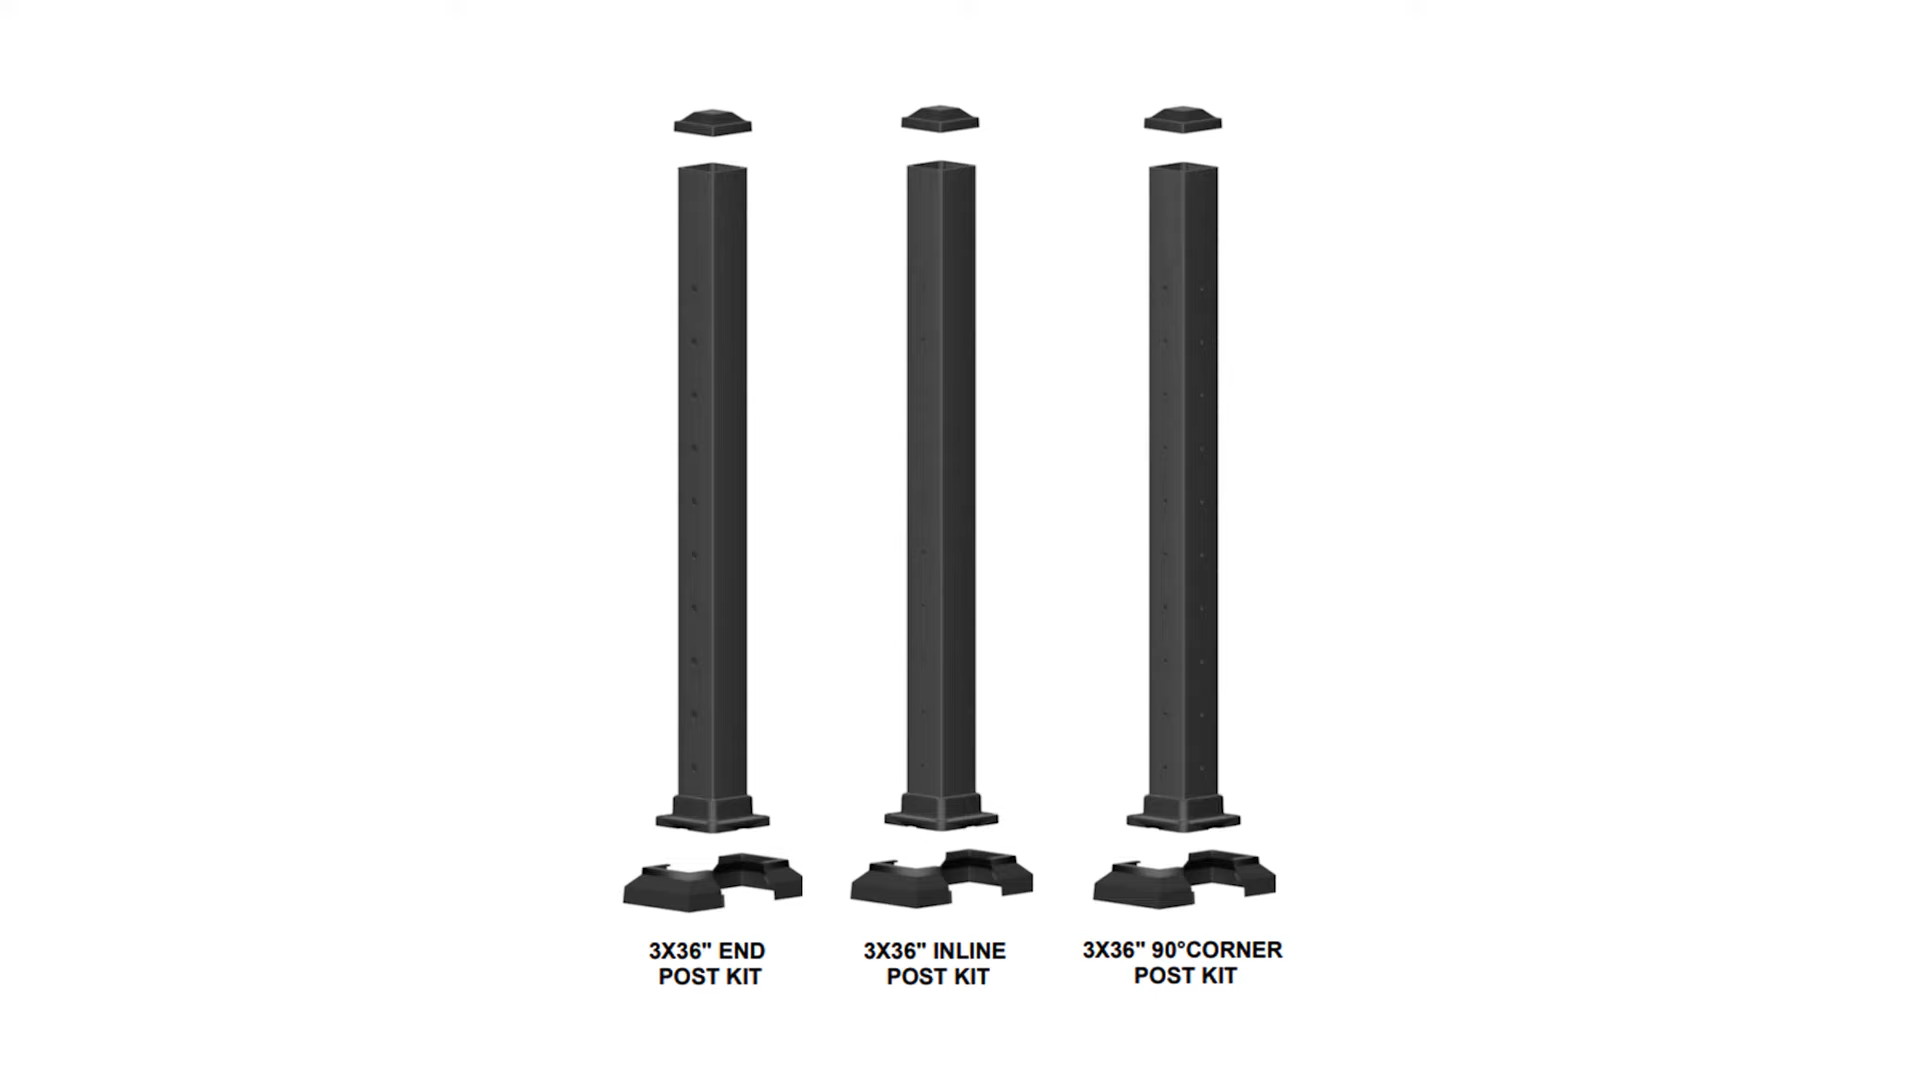 3X36" END
POST KIT
3X36" INLINE
POST KIT
3X36" 90°CORNER
POST KIT